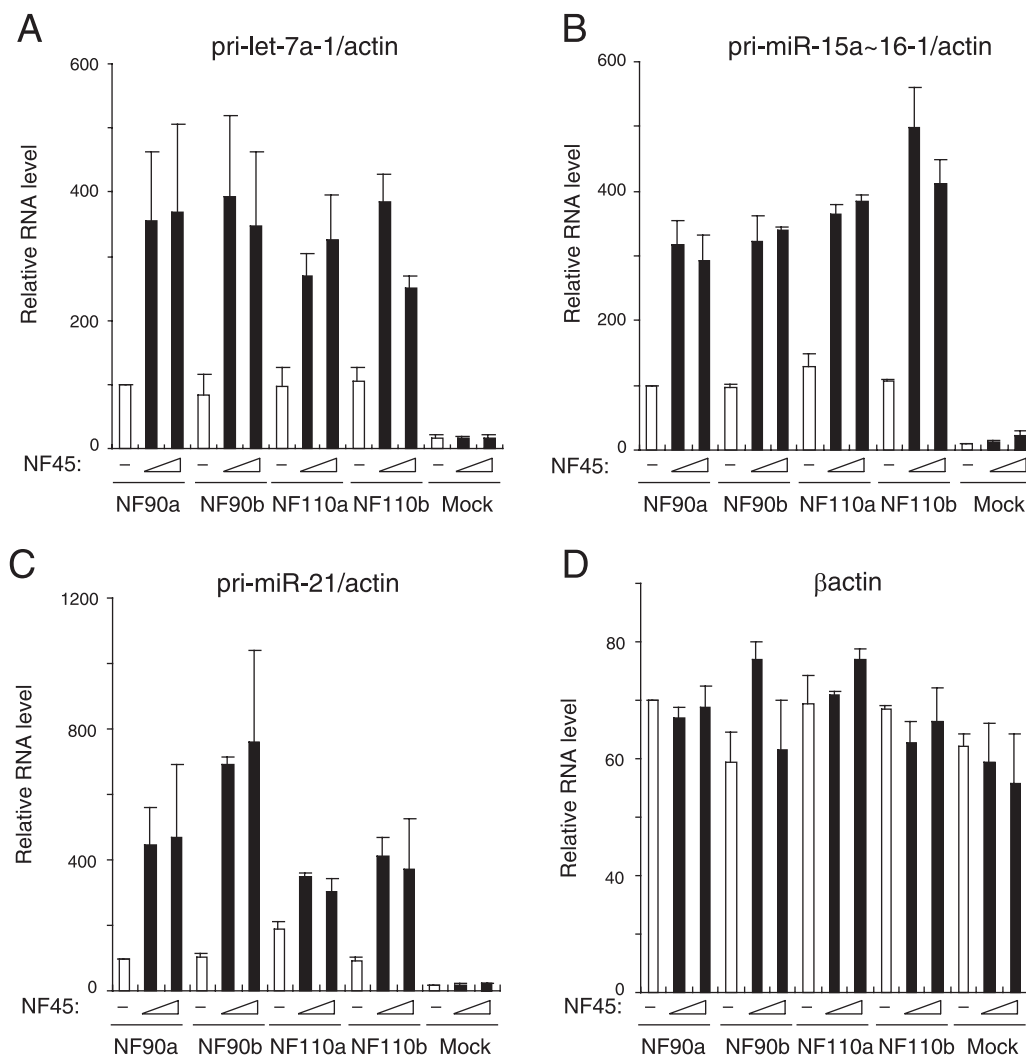 A
pri-let-7a-1/actin
Relative RNA level
600
400
200
0
NF45:
–
–
–
–
–
NF90a
NF90b
NF110a
NF110b
Mock
B
pri-miR-15a~16-1/actin
Relative RNA level
600
400
200
0
NF45:
–
–
–
–
–
NF90a
NF90b
NF110a
NF110b
Mock
C
pri-miR-21/actin
Relative RNA level
1200
800
400
0
NF45:
–
–
–
–
–
NF90a
NF90b
NF110a
NF110b
Mock
D
βactin
Relative RNA level
80
60
40
20
0
NF45:
–
–
–
–
–
NF90a
NF90b
NF110a
NF110b
Mock